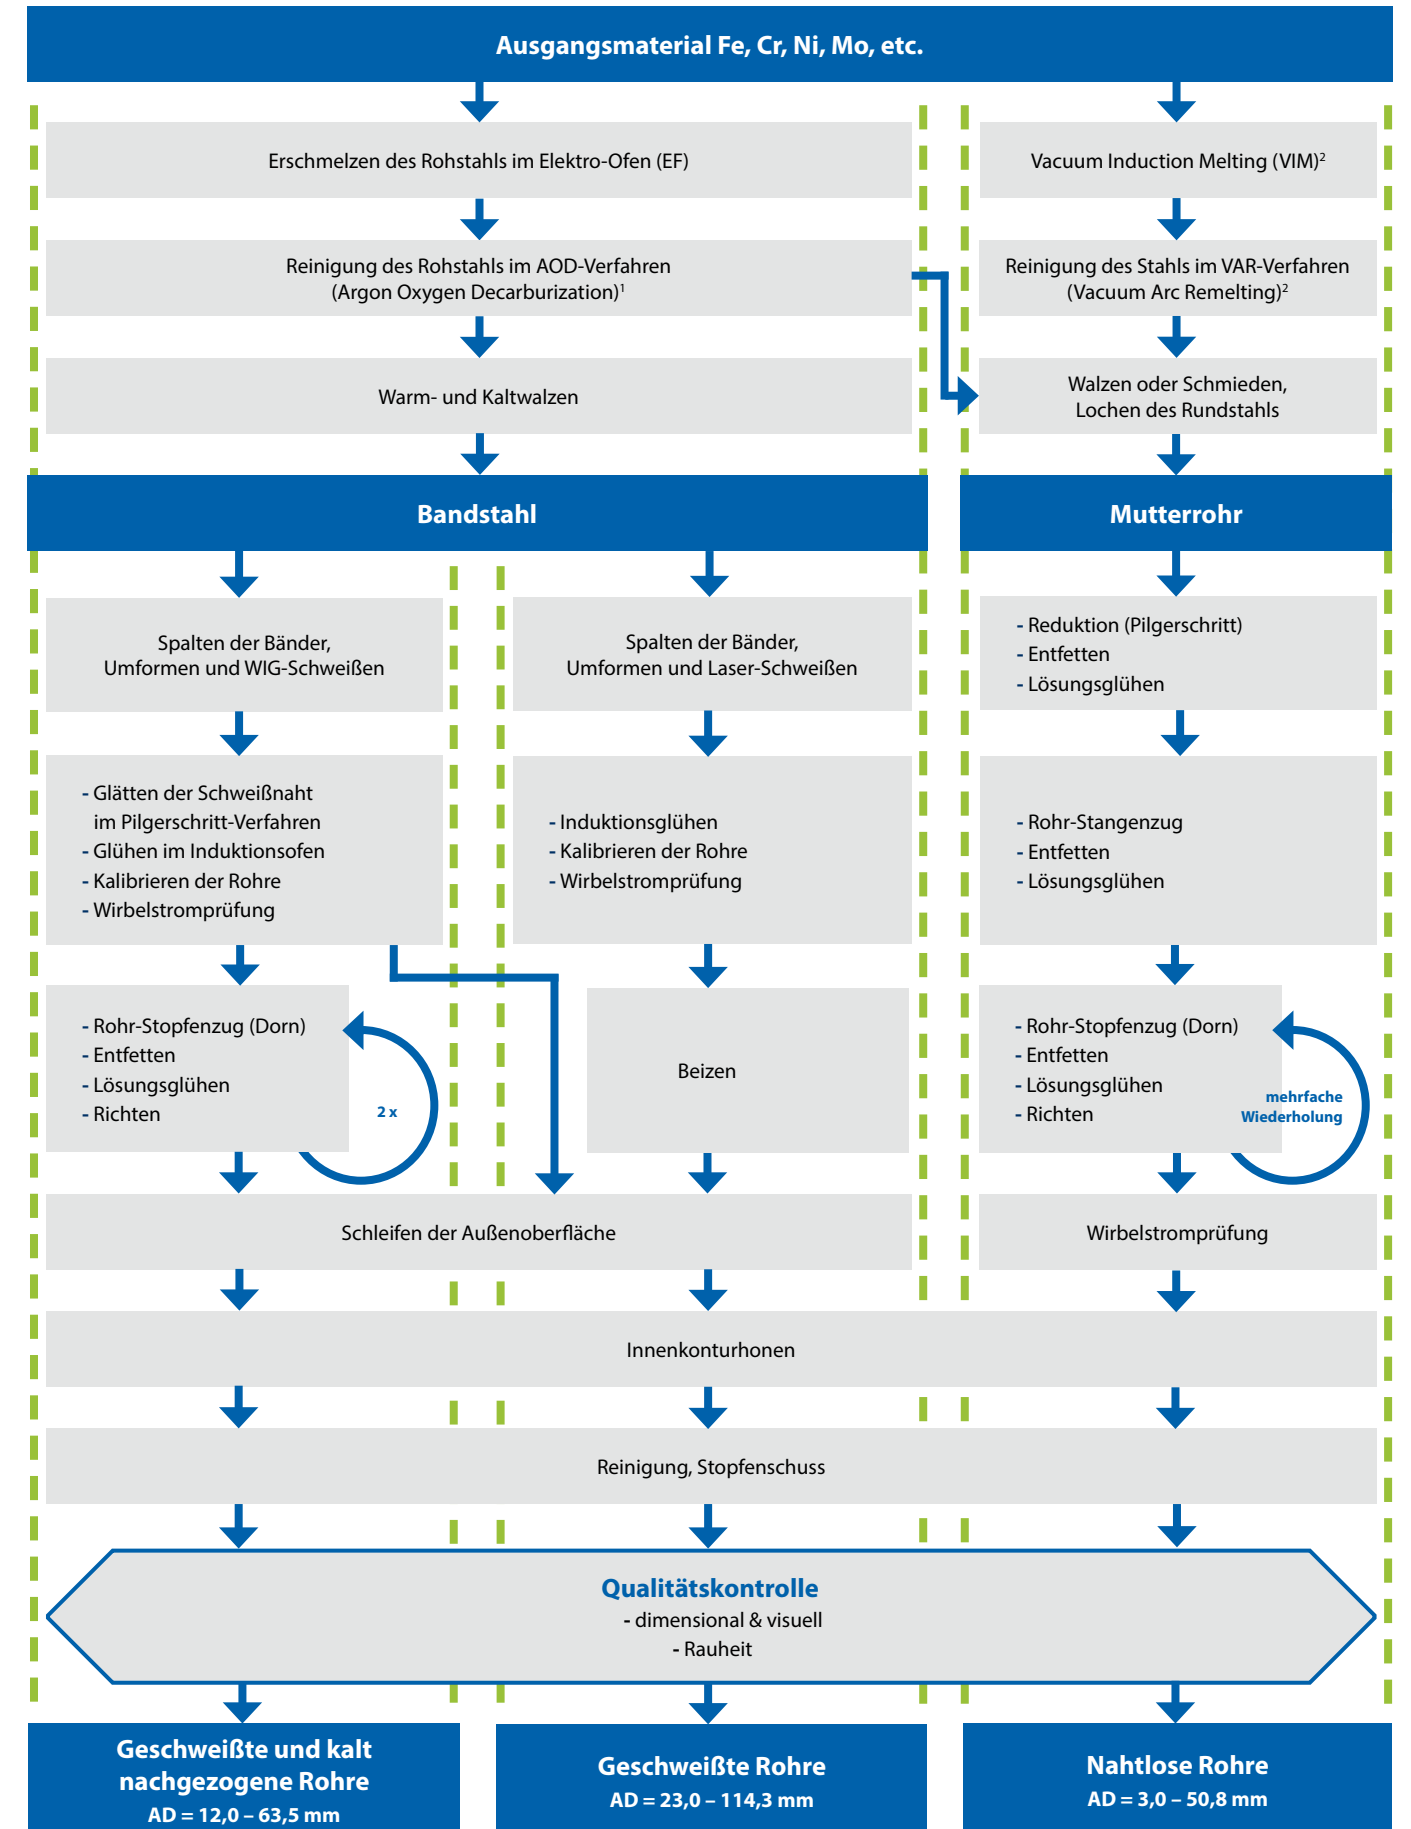 Ausgangsmaterial Fe, Cr, Ni, Mo, etc.
Erschmelzen des Rohstahls im Elektro-Ofen (EF)
Vacuum Induction Melting (VIM)²
Reinigung des Rohstahls im AOD-Verfahren
(Argon Oxygen Decarburization)¹
Reinigung des Stahls im VAR-Verfahren
(Vacuum Arc Remelting)²
Warm- und Kaltwalzen
Walzen oder Schmieden,
Lochen des Rundstahls
Bandstahl
Mutterrohr
Spalten der Bänder,
Umformen und WIG-Schweißen
Spalten der Bänder,
Umformen und Laser-Schweißen
- Reduktion (Pilgerschritt)
- Entfetten
- Lösungsglühen
- Glätten der Schweißnaht
im Pilgerschritt-Verfahren
- Glühen im Induktionsofen
- Kalibrieren der Rohre
- Wirbelstromprüfung
- Induktionsglühen
- Kalibrieren der Rohre
- Wirbelstromprüfung
- Rohr-Stangenzug
- Entfetten
- Lösungsglühen
- Rohr-Stopfenzug (Dorn)
- Entfetten
- Lösungsglühen
- Richten
2 x
Beizen
- Rohr-Stopfenzug (Dorn)
- Entfetten
- Lösungsglühen
- Richten
mehrfache
Wiederholung
Schleifen der Außenoberfläche
Wirbelstromprüfung
Innenkonturhonen
Reinigung, Stopfenschuss
Qualitätskontrolle
- dimensional & visuell
- Rauheit
Geschweißte und kalt
nachgezogene Rohre
AD = 12,0 – 63,5 mm
Geschweißte Rohre
AD = 23,0 – 114,3 mm
Nahtlose Rohre
AD = 3,0 – 50,8 mm